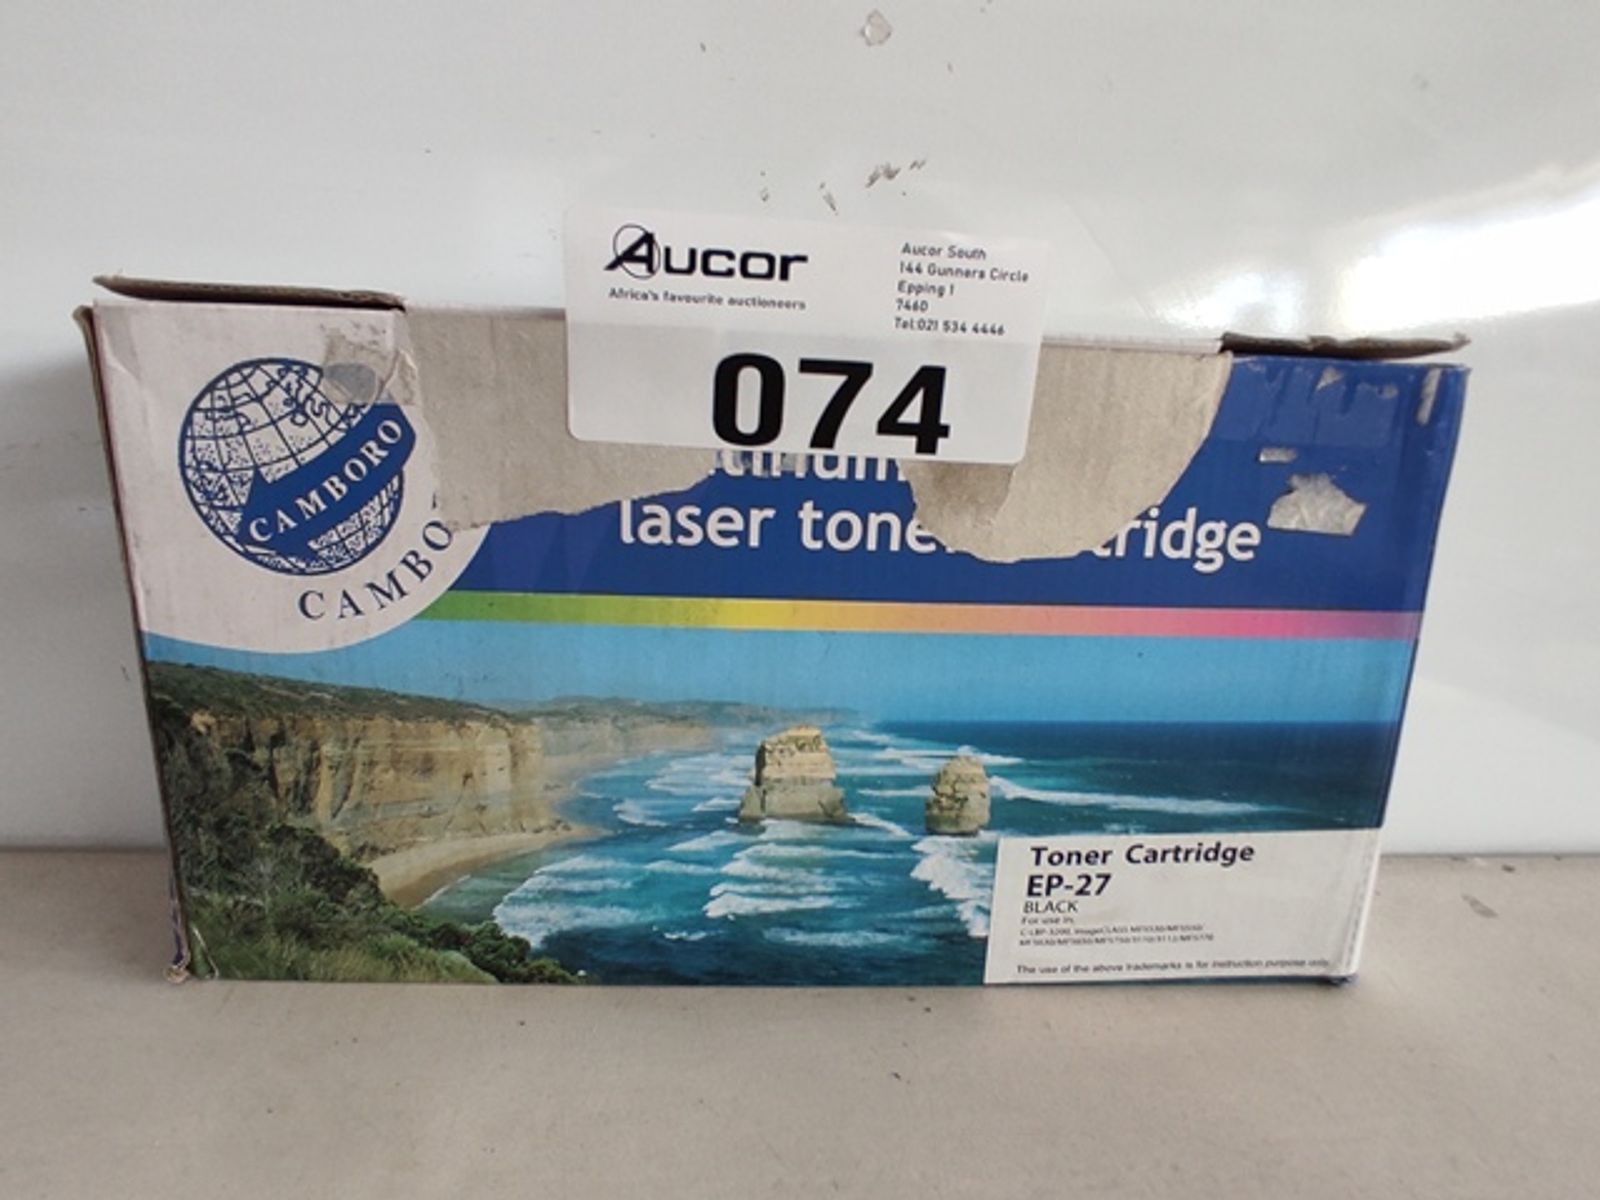 Aucor
Africa's favourite auctioneers
Aucor South
144 Gunners Circle
Epping 1
7460
Tel:021 534 4446
074
CAMBORO
CAMBO
laser tone
tridge
Toner Cartridge
EP-27
BLACK
For use in:
The use of the above trademarks is for instruction purpose only.